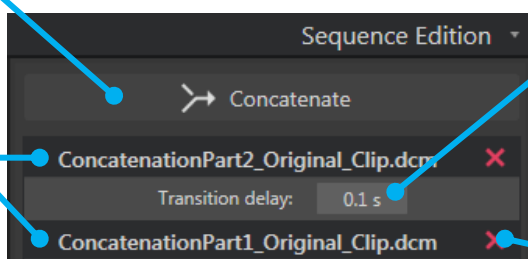 Sequence Edition
Concatenate
ConcatenationPart2_Original_Clip.dcm
Transition delay: 0.1 s
ConcatenationPart1_Original_Clip.dcm